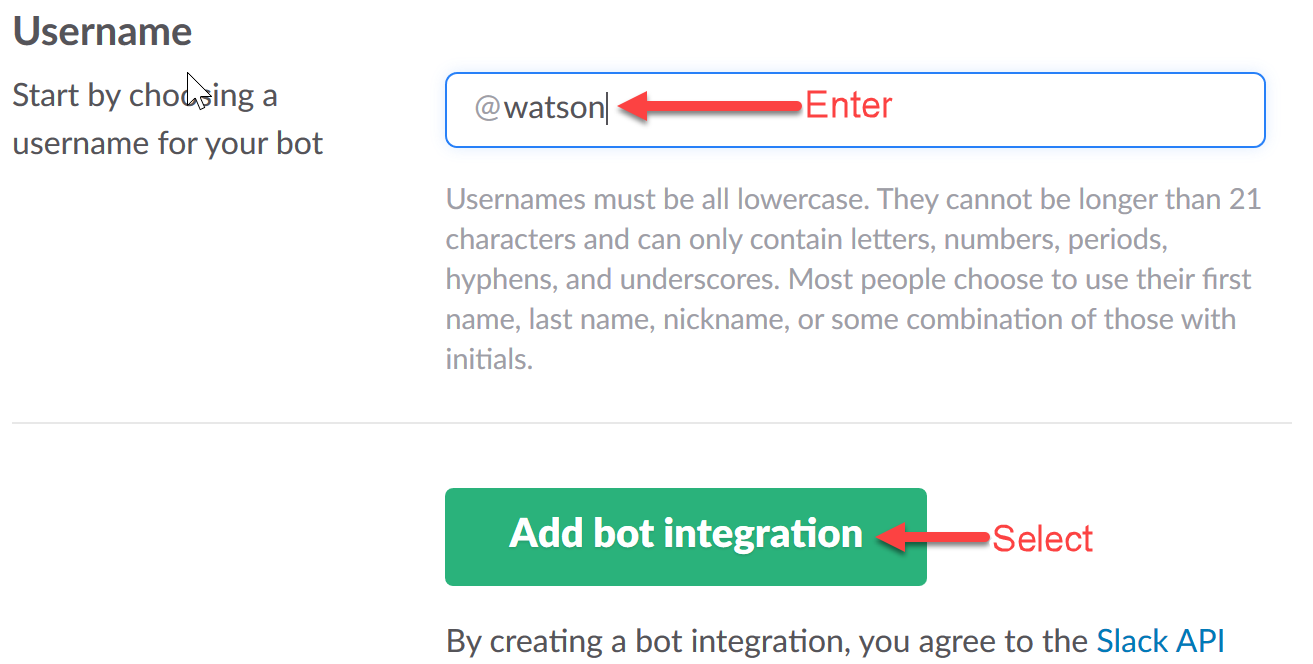 Username
Start by choosing a
username for your bot
@watson
Enter
Usernames must be all lowercase. They cannot be longer than 21
characters and can only contain letters, numbers, periods,
hyphens, and underscores. Most people choose to use their first
name, last name, nickname, or some combination of those with
initials.
Add bot integration
Select
By creating a bot integration, you agree to the Slack API